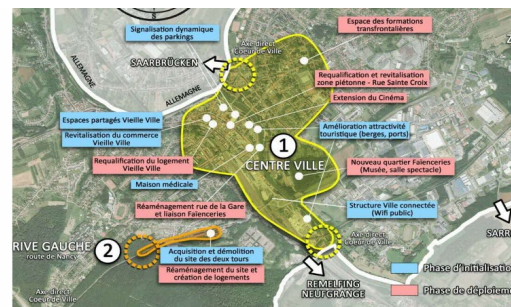 Signalisation dynamique
des parkings
Axe direct
Coeur de Ville
Espace des formations
transfrontalières
ALLEMAGNE
SAARBRÜCKEN
ALLEMAGNE
Requalification et revitalisation
zone piétonne - Rue Sainte Croix
Extension du Cinéma
Espaces partagés Vieille Ville
Revitalisation du commerce
Vieille Ville
Amélioration attractivité
touristique (berges, ports)
1
CENTRE VILLE
Requalification du logement
Vieille Ville
Nouveau quartier Faïenceries
(Musée, salle spectacle)
Maison médicale
Réaménagement rue de la Gare
et liaison Faïenceries
Structure Ville connectée
(Wifi public)
RIVE GAUCHE
route de Nancy
2
Acquisition et démolition
du site des deux tours
Réaménagement du site et
création de logements
Axe direct
Coeur de Ville
Axe direct
Coeur de Ville
REMELFING
NEUFGRANGE
SARR
Phase d'initialisation
Phase de déploieme